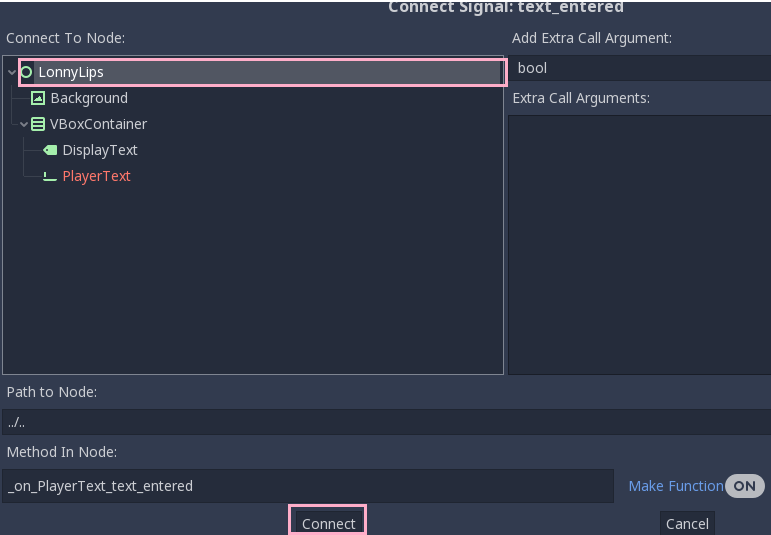 Connect Signal: text_entered
Connect To Node:
Add Extra Call Argument:
LonnyLips
bool
Background
Extra Call Arguments:
VBoxContainer
DisplayText
PlayerText
Path to Node:
../..
Method In Node:
_on_PlayerText_text_entered
Make Function ON
Connect
Cancel